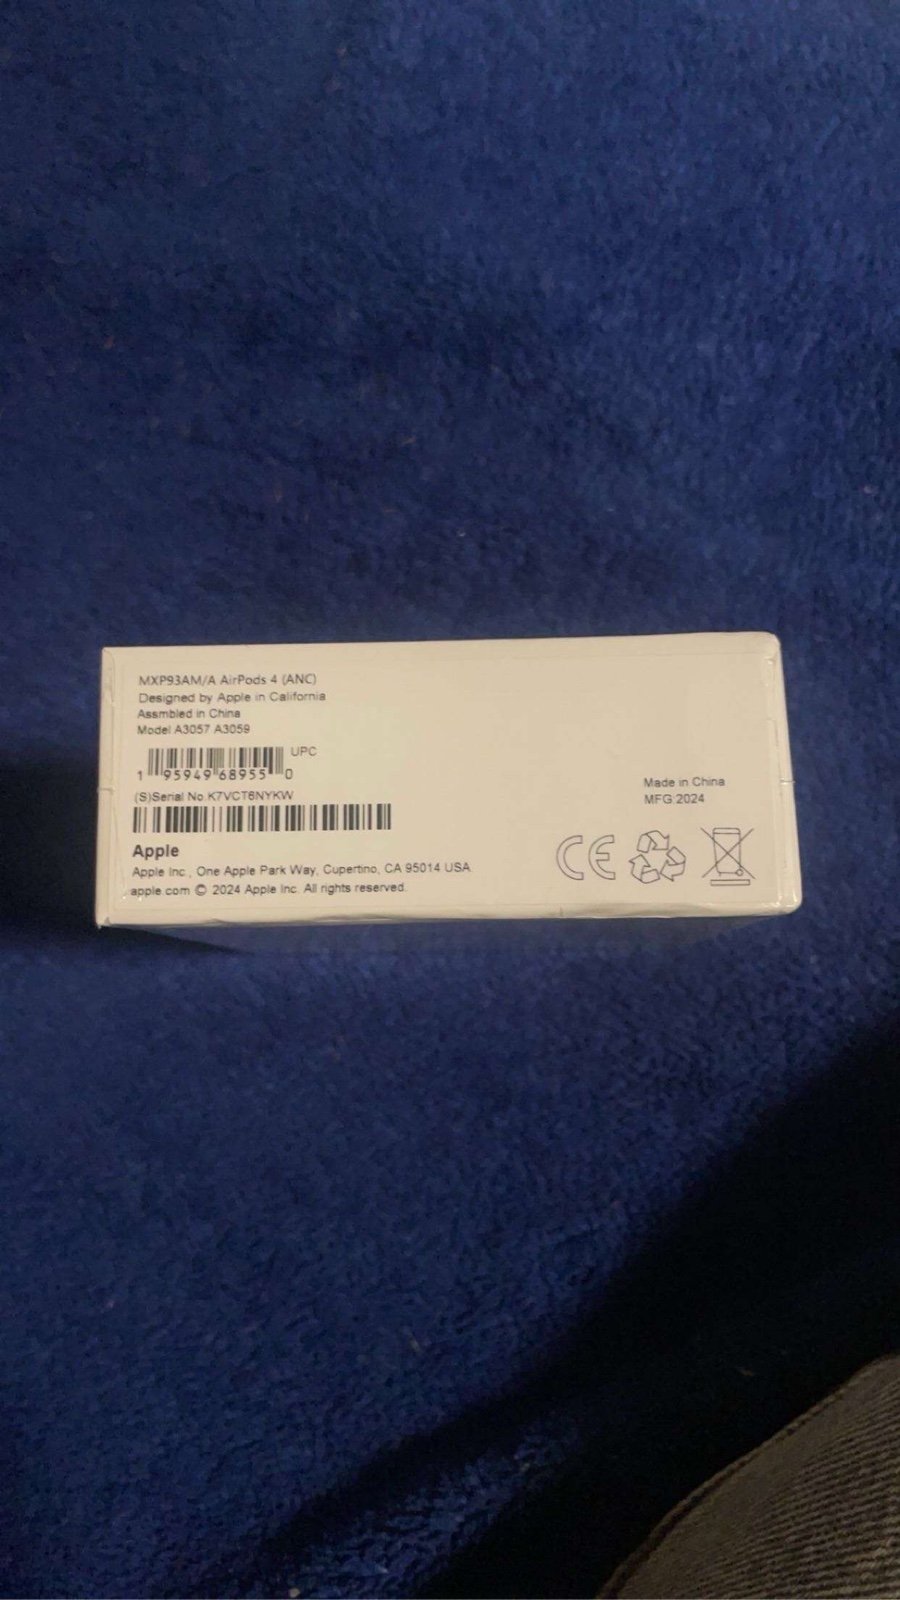 MXP93AM/A AirPods 4 (ANC)
Designed by Apple in California
Assmbled in China
Model A3057 A3059
UPC
1 95949 68955 0
(S)Serial No.K7VCT6NYKW
Made in China
MFG:2024
Apple
Apple Inc., One Apple Park Way, Cupertino, CA 95014 USA.
apple.com © 2024 Apple Inc. All rights reserved.
CE